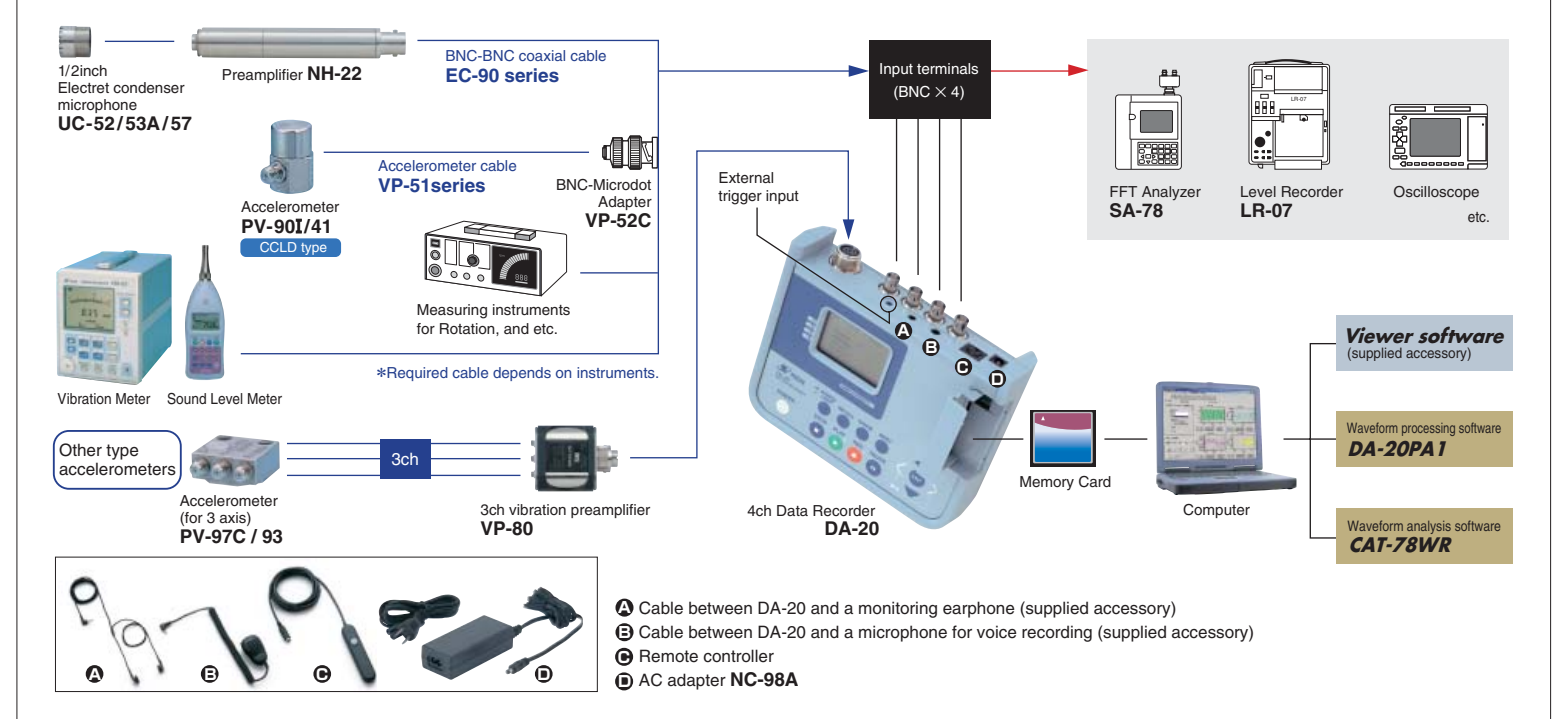 1/2inch
Electret condenser
microphone
UC-52/53A/57
Preamplifier NH-22
BNC-BNC coaxial cable
EC-90 series
Accelerometer
PV-90I/41
CCLD type
Accelerometer cable
VP-51series
BNC-Microdot
Adapter
VP-52C
Measuring instruments
for Rotation, and etc.
Vibration Meter
Sound Level Meter
*Required cable depends on instruments.
Other type
accelerometers
Accelerometer
(for 3 axis)
PV-97C / 93
3ch
3ch vibration preamplifier
VP-80
Input terminals
(BNC × 4)
External
trigger input
A
B
C
D
4ch Data Recorder
DA-20
LR-07
FFT Analyzer
SA-78
Level Recorder
LR-07
Oscilloscope
etc.
Memory Card
Computer
Viewer software
(supplied accessory)
Waveform processing software
DA-20PA1
Waveform analysis software
CAT-78WR
A
B
C
D
A Cable between DA-20 and a monitoring earphone (supplied accessory)
B Cable between DA-20 and a microphone for voice recording (supplied accessory)
C Remote controller
D AC adapter NC-98A